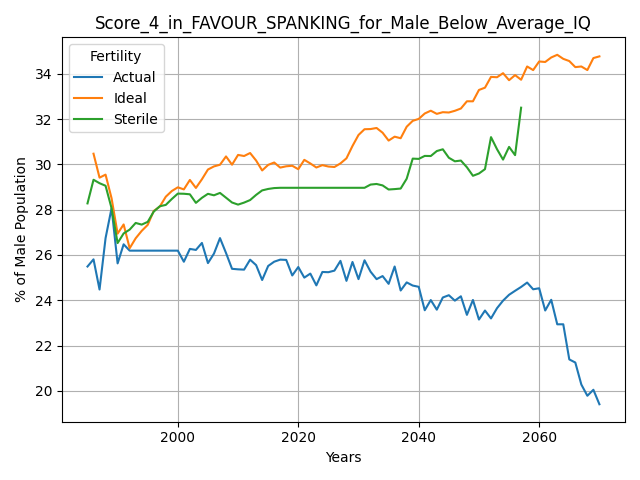 Score_4_in_FAVOUR_SPANKING_for_Male_Below_Average_IQ
Fertility
Actual
Ideal
Sterile
% of Male Population
34
32
30
28
26
24
22
20
2000
2020
2040
2060
Years